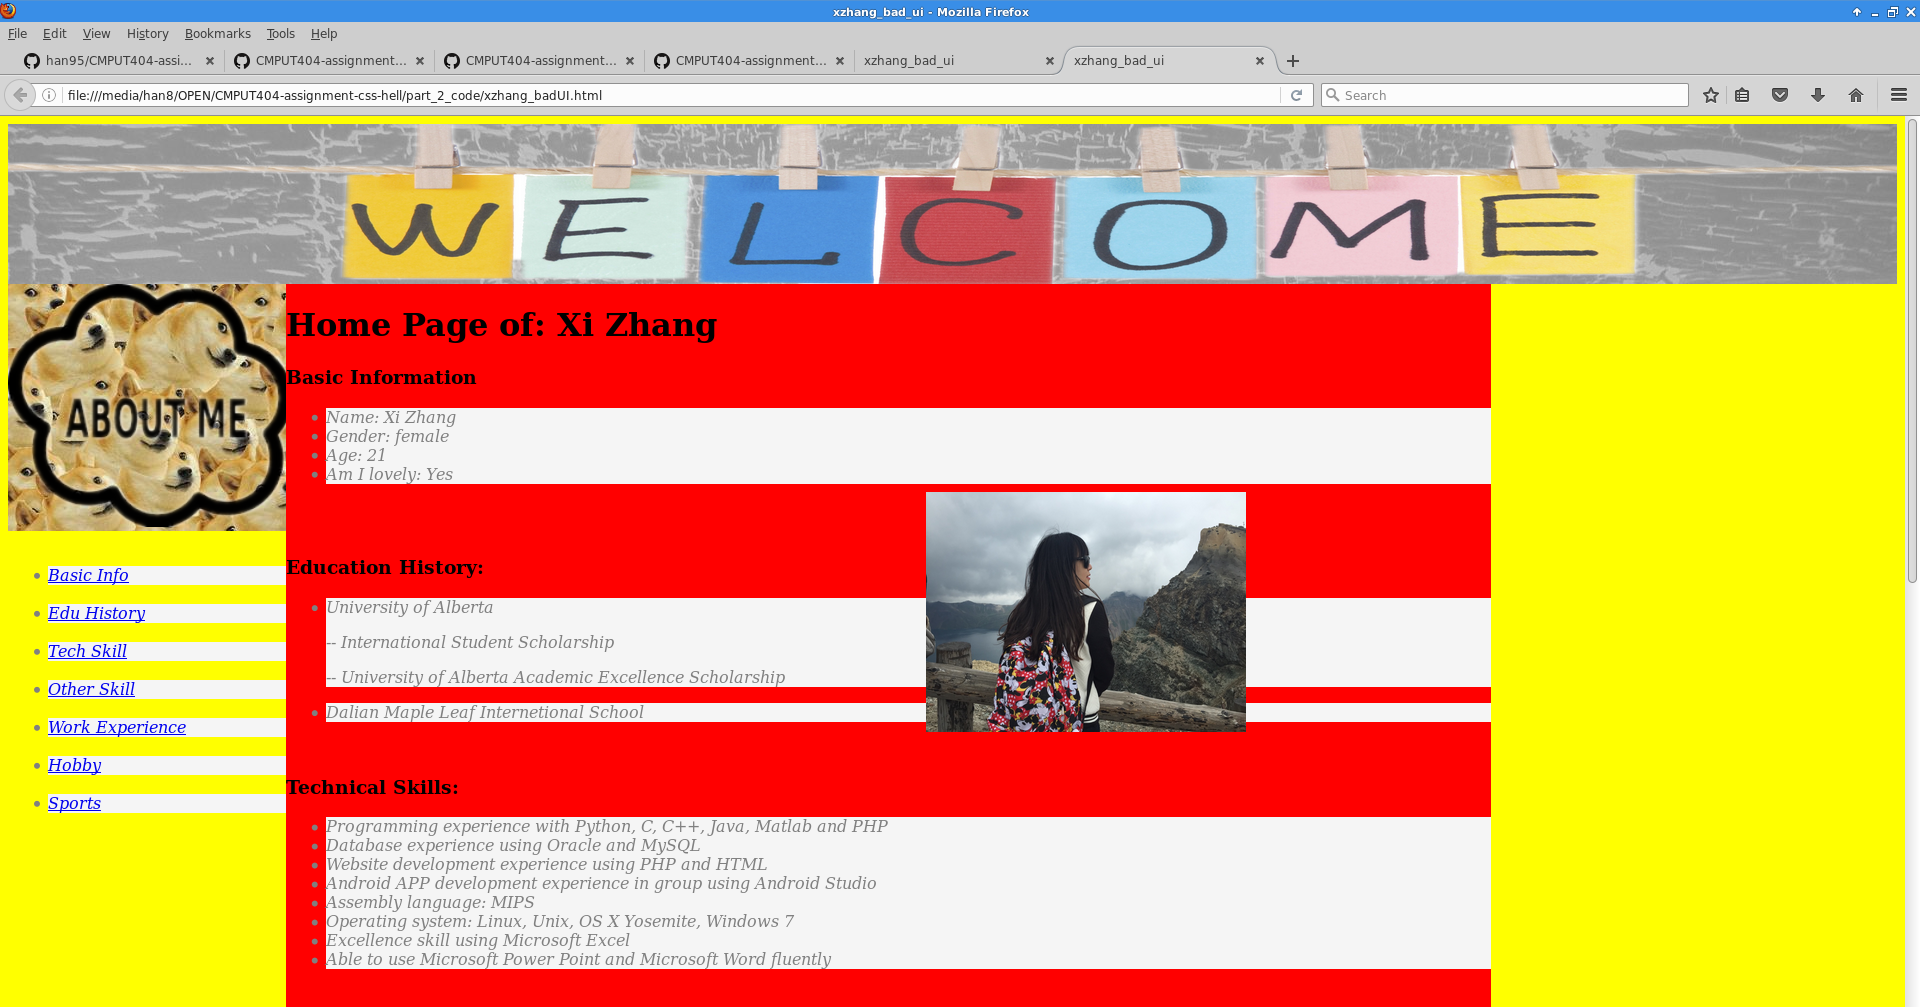 xzhang_bad_ui - Mozilla Firefox
File Edit View History Bookmarks Tools Help
han95/CMPUT404-assi... CMPUT404-assignment... CMPUT404-assignment... CMPUT404-assignment... xzhang_bad_ui xzhang_bad_ui
file:///media/han8/OPEN/CMPUT404-assignment-css-hell/part_2_code/xzhang_badUI.html Search
WELCOME
ABOUT ME
Basic Info
Edu History
Tech Skill
Other Skill
Work Experience
Hobby
Sports
Home Page of: Xi Zhang
Basic Information
Name: Xi Zhang
Gender: female
Age: 21
Am I lovely: Yes
Education History:
University of Alberta
-- International Student Scholarship
-- University of Alberta Academic Excellence Scholarship
Dalian Maple Leaf Internetional School
Technical Skills:
Programming experience with Python, C, C++, Java, Matlab and PHP
Database experience using Oracle and MySQL
Website development experience using PHP and HTML
Android APP development experience in group using Android Studio
Assembly language: MIPS
Operating system: Linux, Unix, OS X Yosemite, Windows 7
Excellence skill using Microsoft Excel
Able to use Microsoft Power Point and Microsoft Word fluently